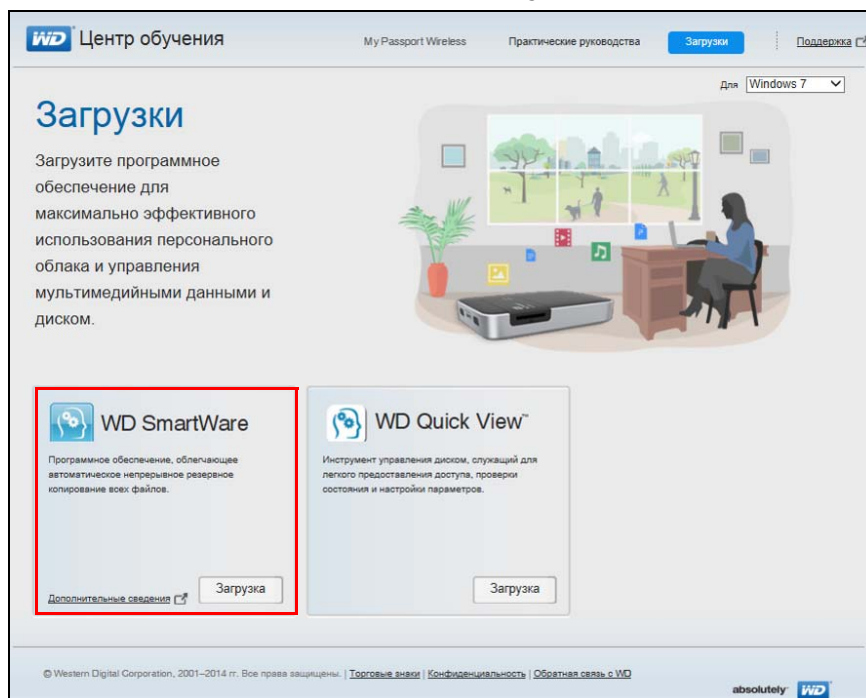 WD Центр обучения
My Passport Wireless
Практические руководства
Загрузки
Поддержка
Для Windows 7
Загрузки
Загрузите программное
обеспечение для
максимально эффективного
использования персонального
облака и управления
мультимедийными данными и
диском.
WD SmartWare
Программное обеспечение, облегчающее
автоматическое непрерывное резервное
копирование всех файлов.
Дополнительные сведения
Загрузка
WD Quick View™
Инструмент управления диском, служащий для
легкого предоставления доступа, проверки
состояния и настройки параметров.
Загрузка
© Western Digital Corporation, 2001–2014 гг. Все права защищены. | Торговые знаки | Конфиденциальность | Обратная связь с WD
absolutely WD